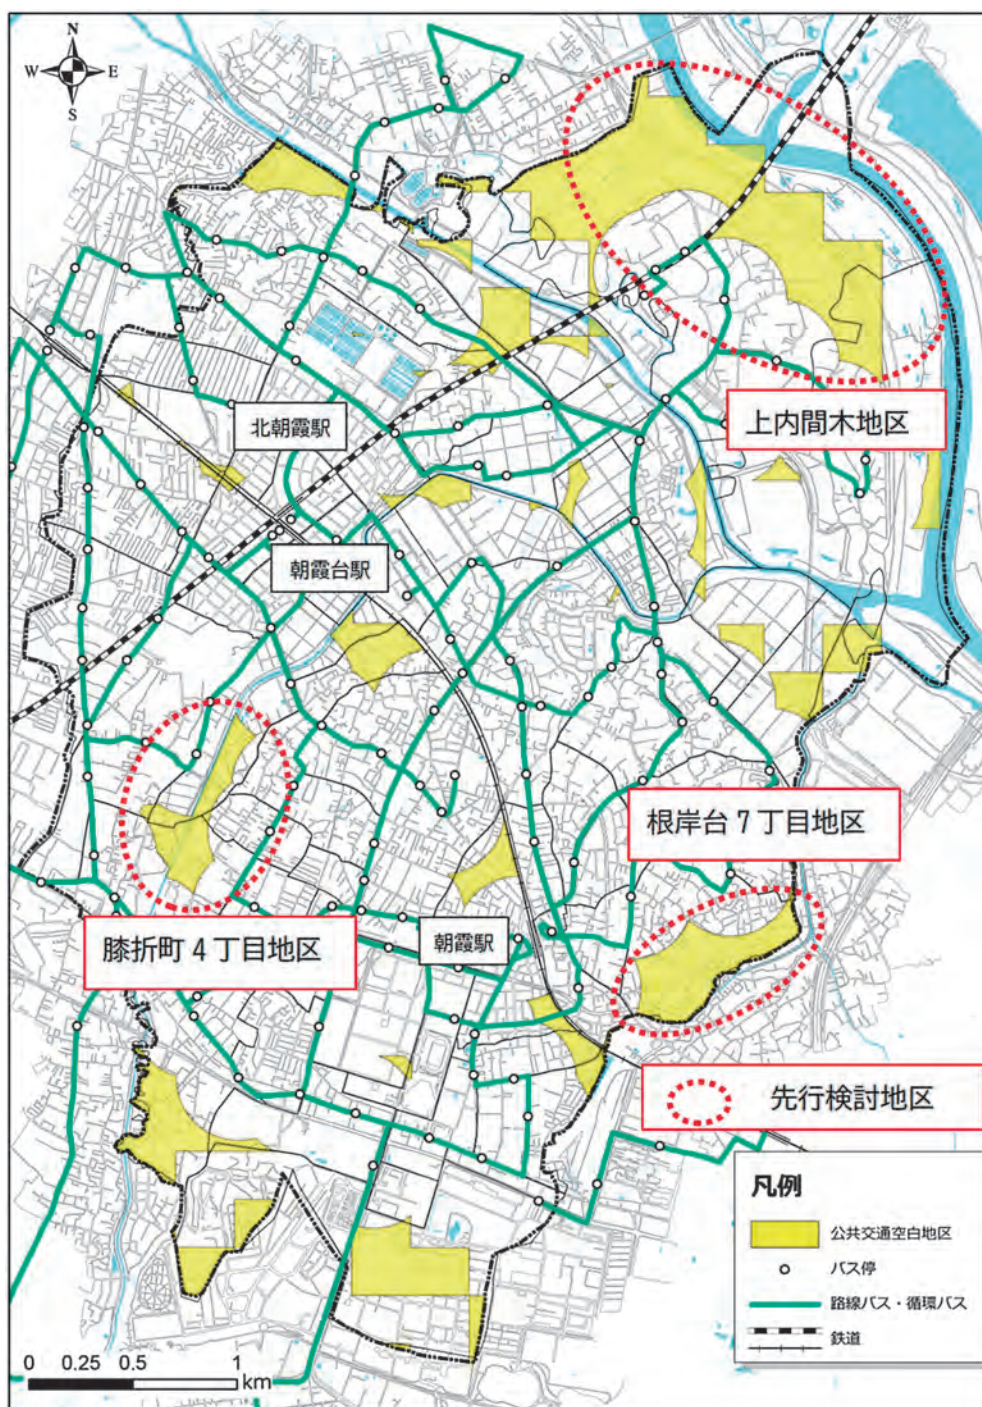 N
W E
S
上内間木地区
北朝霞駅
朝霞台駅
根岸台7丁目地区
膝折町4丁目地区
朝霞駅
先行検討地区
凡例
公共交通空白地区
バス停
路線バス・循環バス
鉄道
0 0.25 0.5 1
km